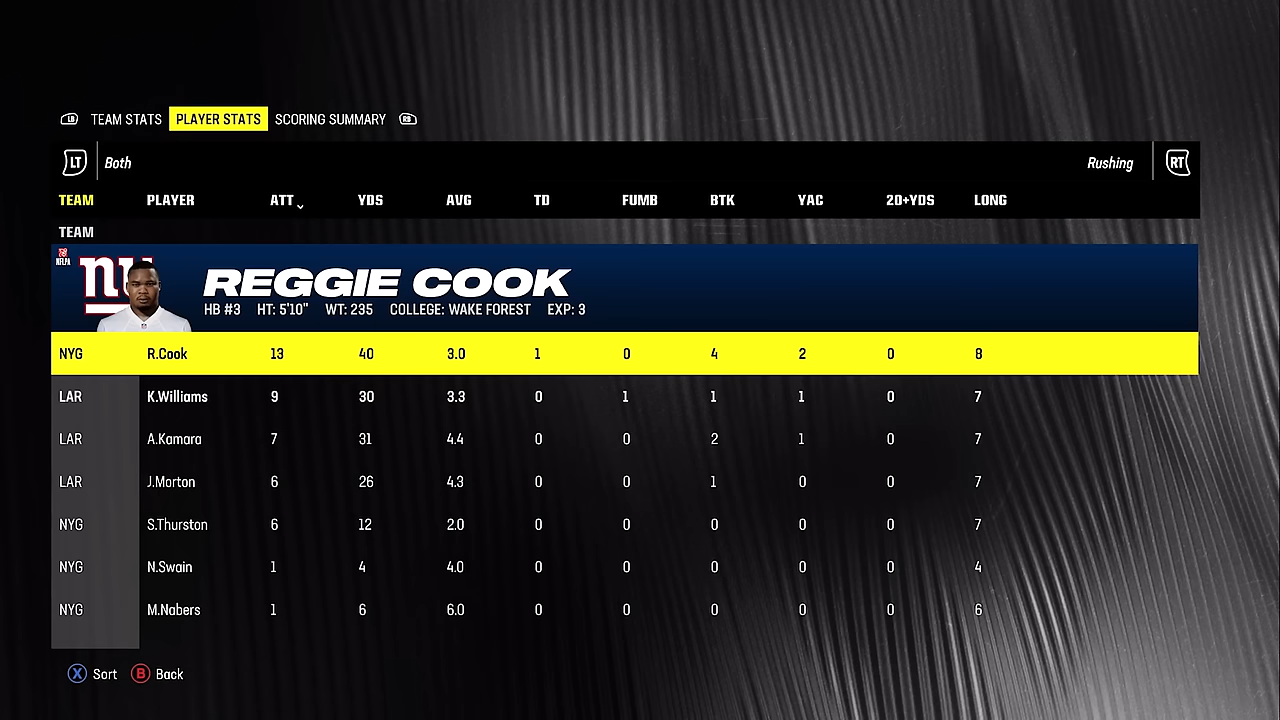 LB TEAM STATS PLAYER STATS SCORING SUMMARY RB
LT Both Rushing RT
TEAM PLAYER ATT YDS AVG TD FUMB BTK YAC 20+YDS LONG
TEAM
NFLPA
ny
REGGIE COOK
HB #3 HT: 5'10" WT: 235 COLLEGE: WAKE FOREST EXP: 3
NYG R.Cook 13 40 3.0 1 0 4 2 0 8
LAR K.Williams 9 30 3.3 0 1 1 1 0 7
LAR A.Kamara 7 31 4.4 0 0 2 1 0 7
LAR J.Morton 6 26 4.3 0 0 1 0 0 7
NYG S.Thurston 6 12 2.0 0 0 0 0 0 7
NYG N.Swain 1 4 4.0 0 0 0 0 0 4
NYG M.Nabers 1 6 6.0 0 0 0 0 0 6
X Sort B Back